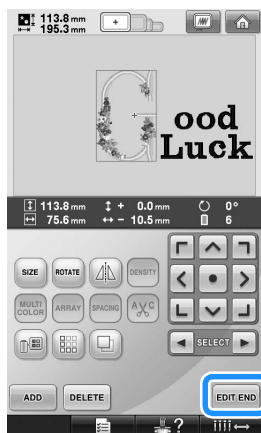 113.8 mm
195.3 mm
ood
Luck
113.8 mm + 0.0 mm 0°
75.6 mm - 10.5 mm 6
SIZE ROTATE DENSITY
MULTI COLOR ARRAY SPACING A C
SELECT
ADD DELETE EDIT END
?